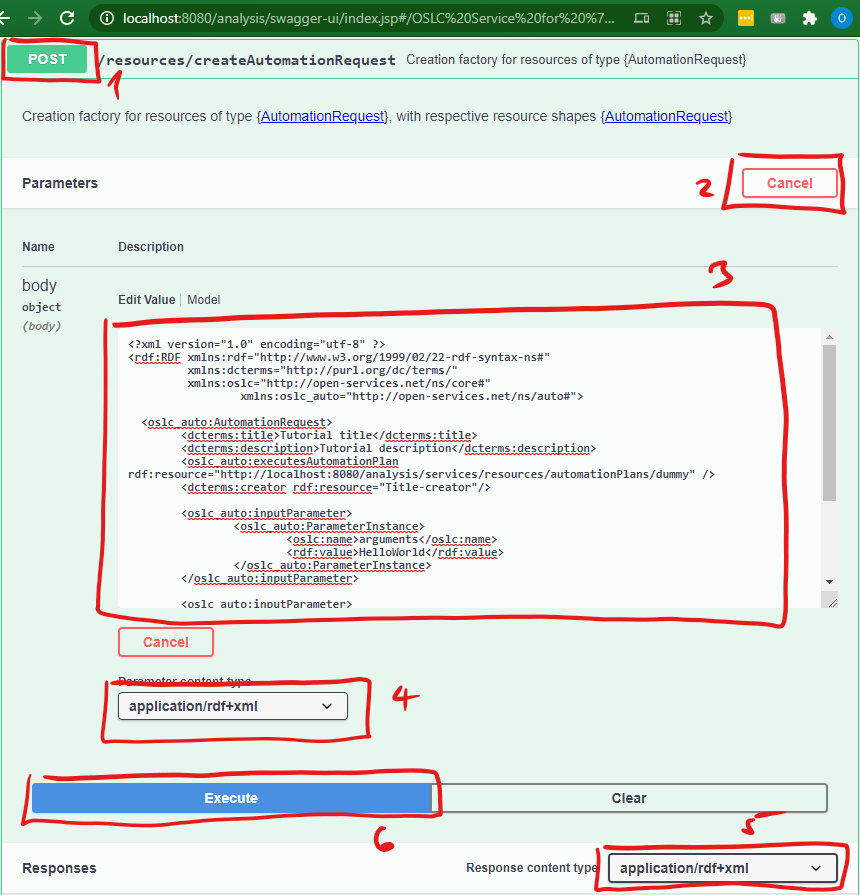 localhost:8080/analysis/swagger-ui/index.jsp#/OSLC%20Service%20for%20%7...
O
POST /resources/createAutomationRequest Creation factory for resources of type {AutomationRequest}
1
Creation factory for resources of type {AutomationRequest}, with respective resource shapes {AutomationRequest}
Parameters 2 Cancel
Name Description
3
body
object
(body)
Edit Value Model
<?xml version="1.0" encoding="utf-8" ?>
<rdf:RDF xmlns:rdf="http://www.w3.org/1999/02/22-rdf-syntax-ns#"
xmlns:dcterms="http://purl.org/dc/terms/"
xmlns:oslc="http://open-services.net/ns/core#"
xmlns:oslc_auto="http://open-services.net/ns/auto#">
<oslc_auto:AutomationRequest>
<dcterms:title>Tutorial title</dcterms:title>
<dcterms:description>Tutorial description</dcterms:description>
<oslc_auto:executesAutomationPlan
rdf:resource="http://localhost:8080/analysis/services/resources/automationPlans/dummy" />
<dcterms:creator rdf:resource="Title-creator"/>
<oslc_auto:inputParameter>
<oslc_auto:ParameterInstance>
<oslc:name>arguments</oslc:name>
<rdf:value>HelloWorld</rdf:value>
</oslc_auto:ParameterInstance>
</oslc_auto:inputParameter>
<oslc_auto:inputParameter>
Cancel
Parameter content type
application/rdf+xml 4
Execute Clear
6 5
Responses Response content type application/rdf+xml